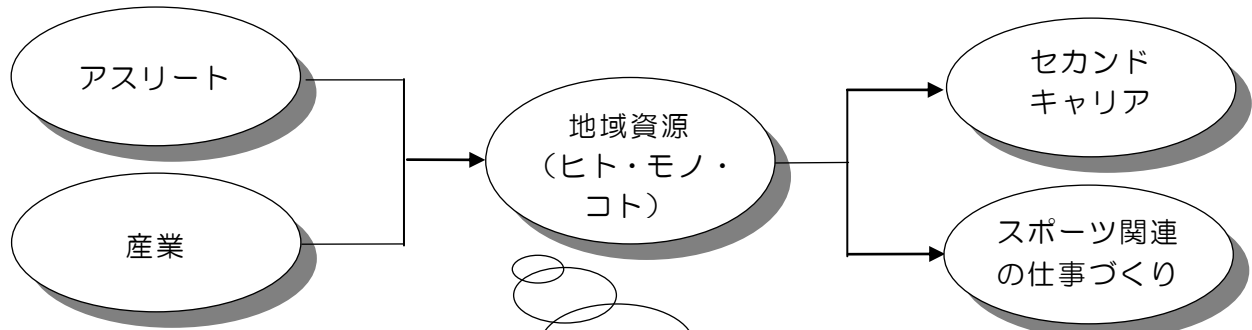 アスリート
産業
地域資源
（ヒト・モノ・
コト）
セカンド
キャリア
スポーツ関連
の仕事づくり